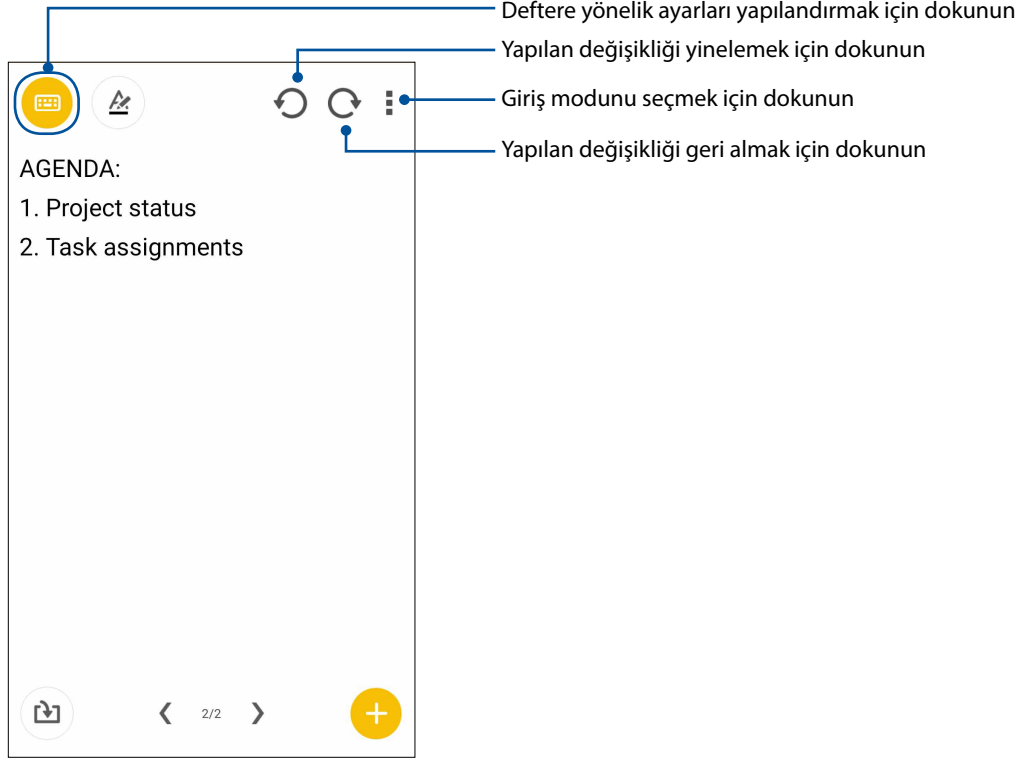 Deftere yönelik ayarları yapılandırmak için dokunun
Yapılan değişikliği yinelemek için dokunun
Giriş modunu seçmek için dokunun
Yapılan değişikliği geri almak için dokunun
AGENDA:
1. Project status
2. Task assignments
2/2